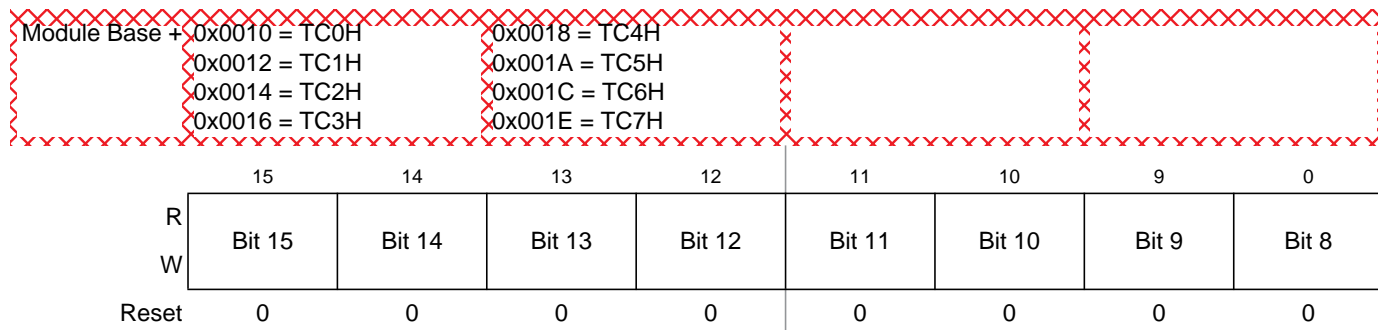 Module Base + 0x0010 = TC0H 0x0018 = TC4H
0x0012 = TC1H 0x001A = TC5H
0x0014 = TC2H 0x001C = TC6H
0x0016 = TC3H 0x001E = TC7H
15 14 13 12 11 10 9 0
R
Bit 15 Bit 14 Bit 13 Bit 12 Bit 11 Bit 10 Bit 9 Bit 8
W
Reset 0 0 0 0 0 0 0 0